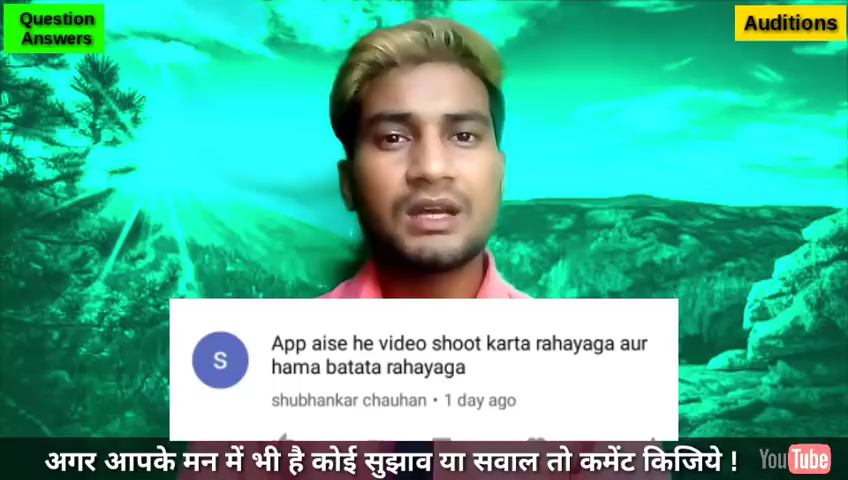 Question
Answers
Auditions
S
App aise he video shoot karta rahayaga aur
hama batata rahayaga
shubhankar chauhan • 1 day ago
अगर आपके मन में भी है कोई सुझाव या सवाल तो कमेंट किजिये !
YouTube